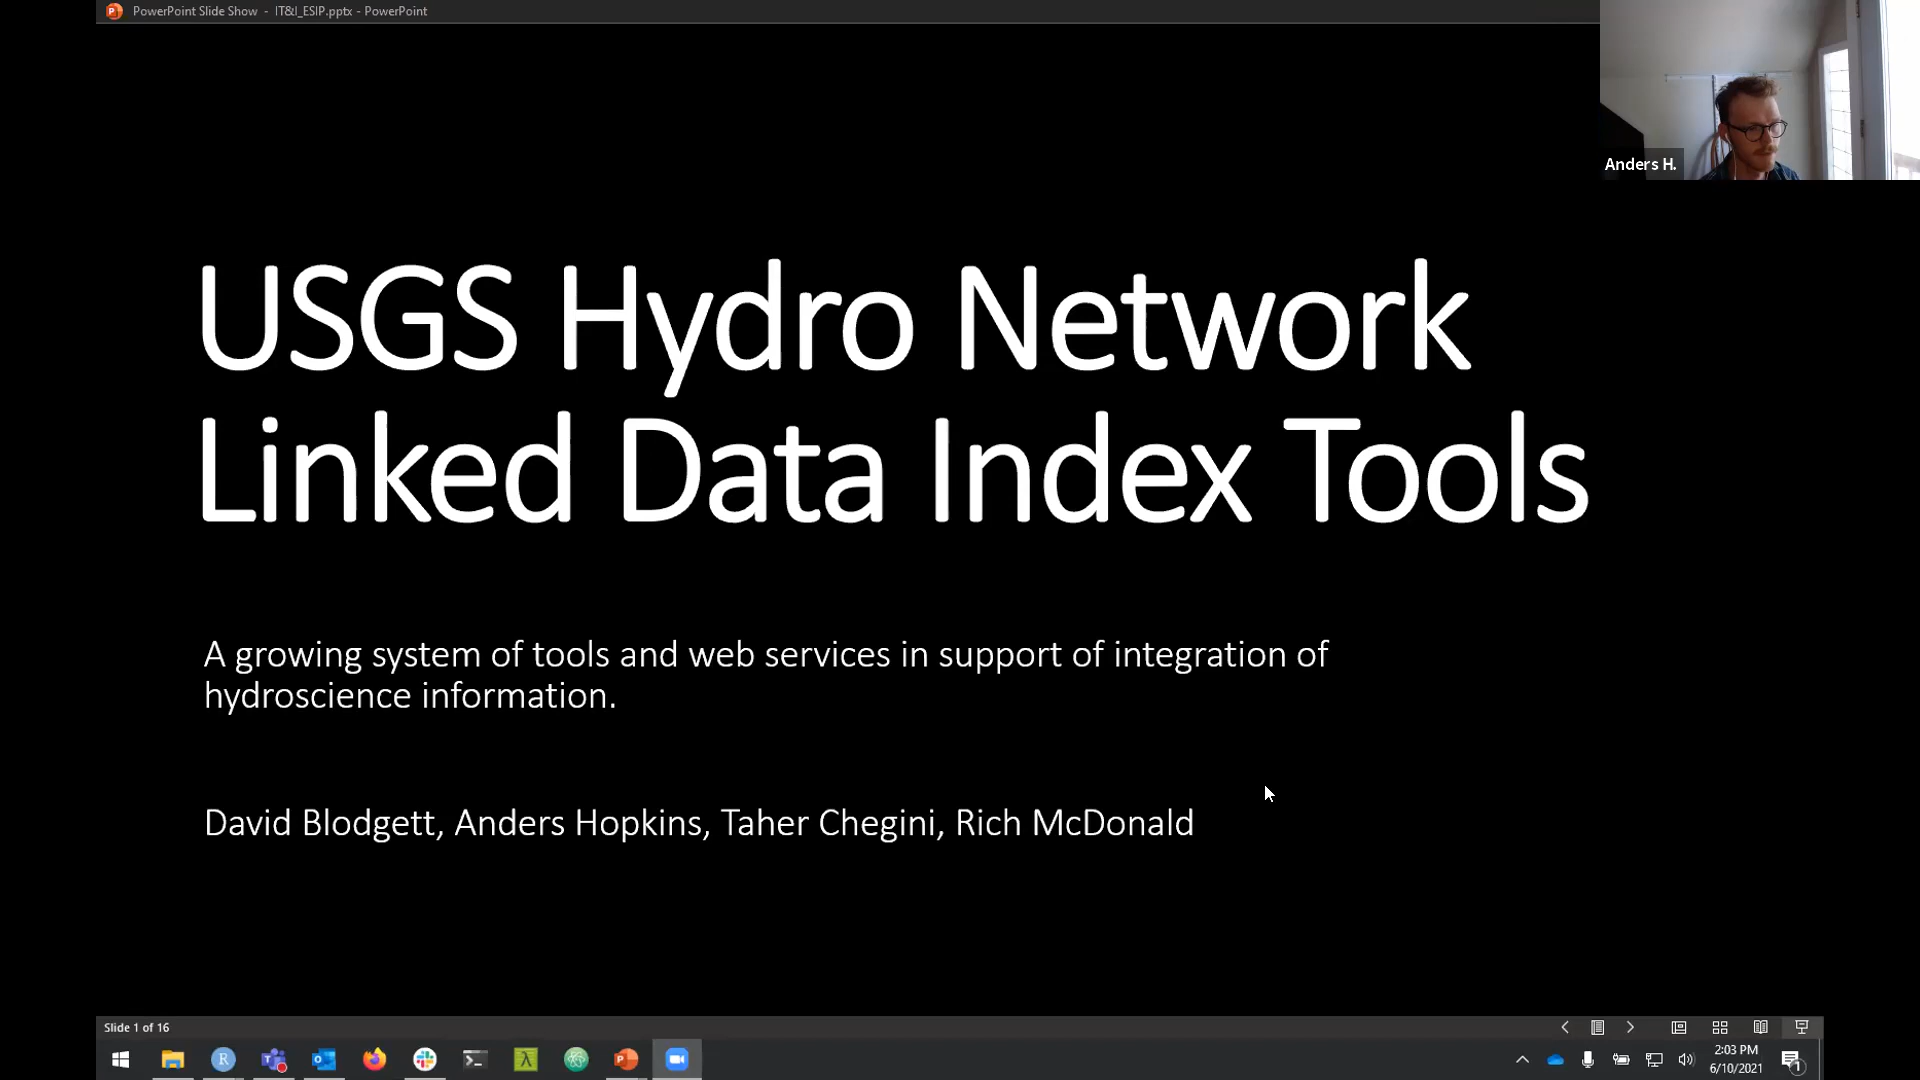 PowerPoint Slide Show - IT&I_ESIP.pptx - PowerPoint
Anders H.
USGS Hydro Network
Linked Data Index Tools
A growing system of tools and web services in support of integration of
hydroscience information.
David Blodgett, Anders Hopkins, Taher Chegini, Rich McDonald
Slide 1 of 16
2:03 PM
6/10/2021
1